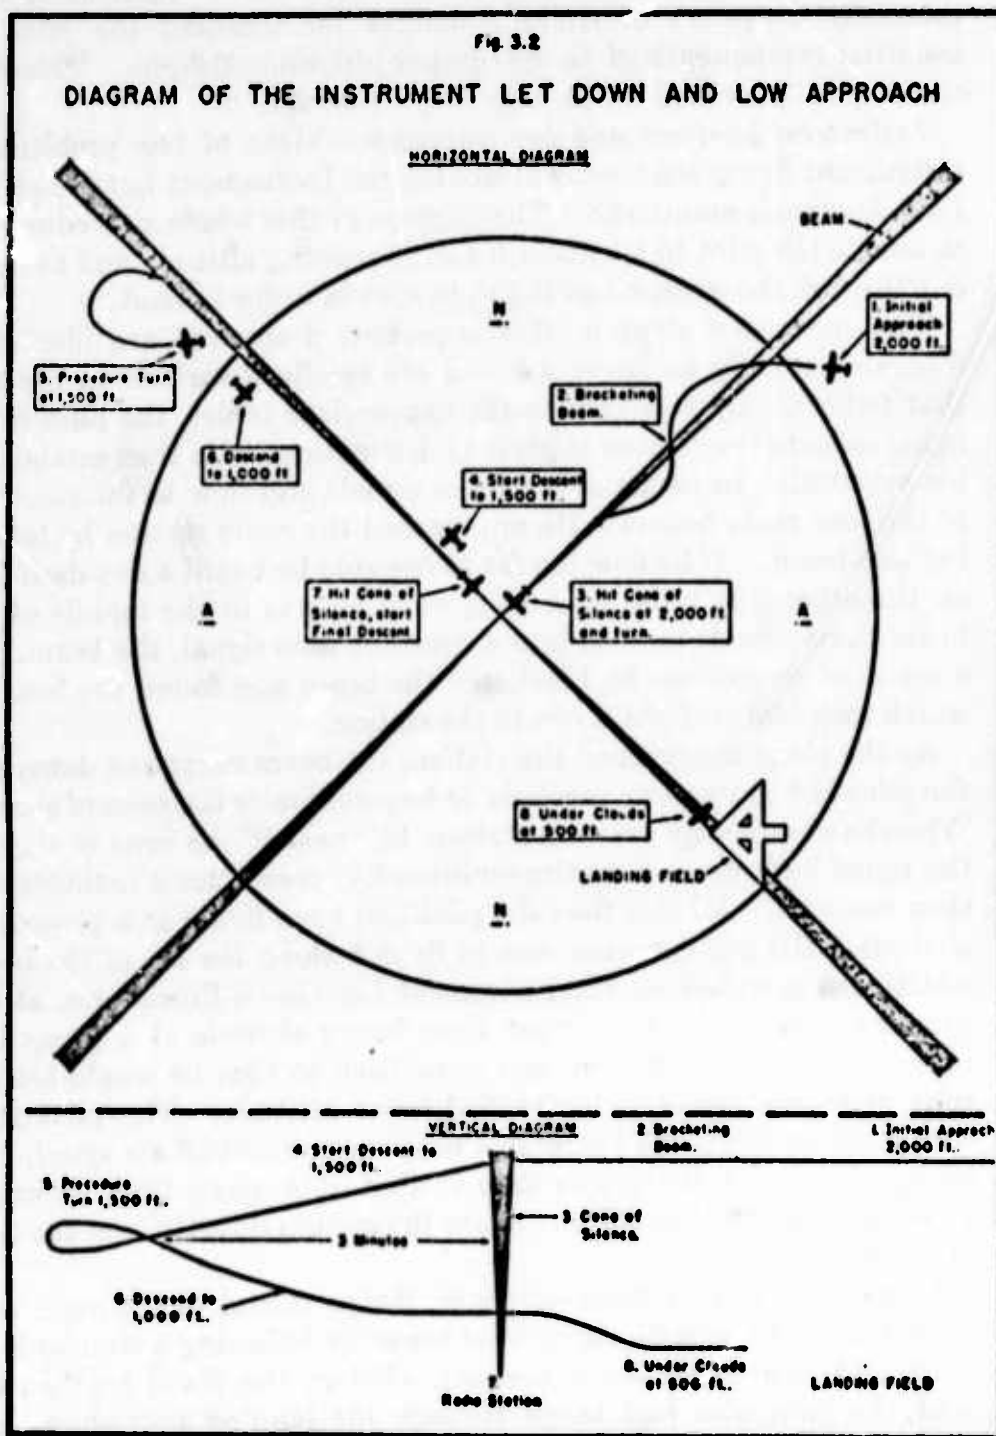 Fig. 3.2
DIAGRAM OF THE INSTRUMENT LET DOWN AND LOW APPROACH
HORIZONTAL DIAGRAM
BEAM
1. Initial
Approach
2,000 ft.
N
5. Procedure Turn
at 1,500 ft
2. Bracketing
Beam.
6. Descend
to 1,000 ft
4. Start Descent
to 1,500 ft.
A
7. Hit Cone of
Silence, start
Final Descent
3. Hit Cone of
Silence at 2,000 ft
and turn.
A
8. Under Clouds
at 500 ft.
LANDING FIELD
N
VERTICAL DIAGRAM
4. Start Descent to
1,500 ft.
2 Bracketing
Beam.
1. Initial Approach
2,000 ft.
5 Procedure
Turn 1,500 ft.
3 Minutes
3. Cone of
Silence.
6 Descend to
1,000 ft.
7.
Radio Station
8. Under Clouds
at 500 ft.
LANDING FIELD